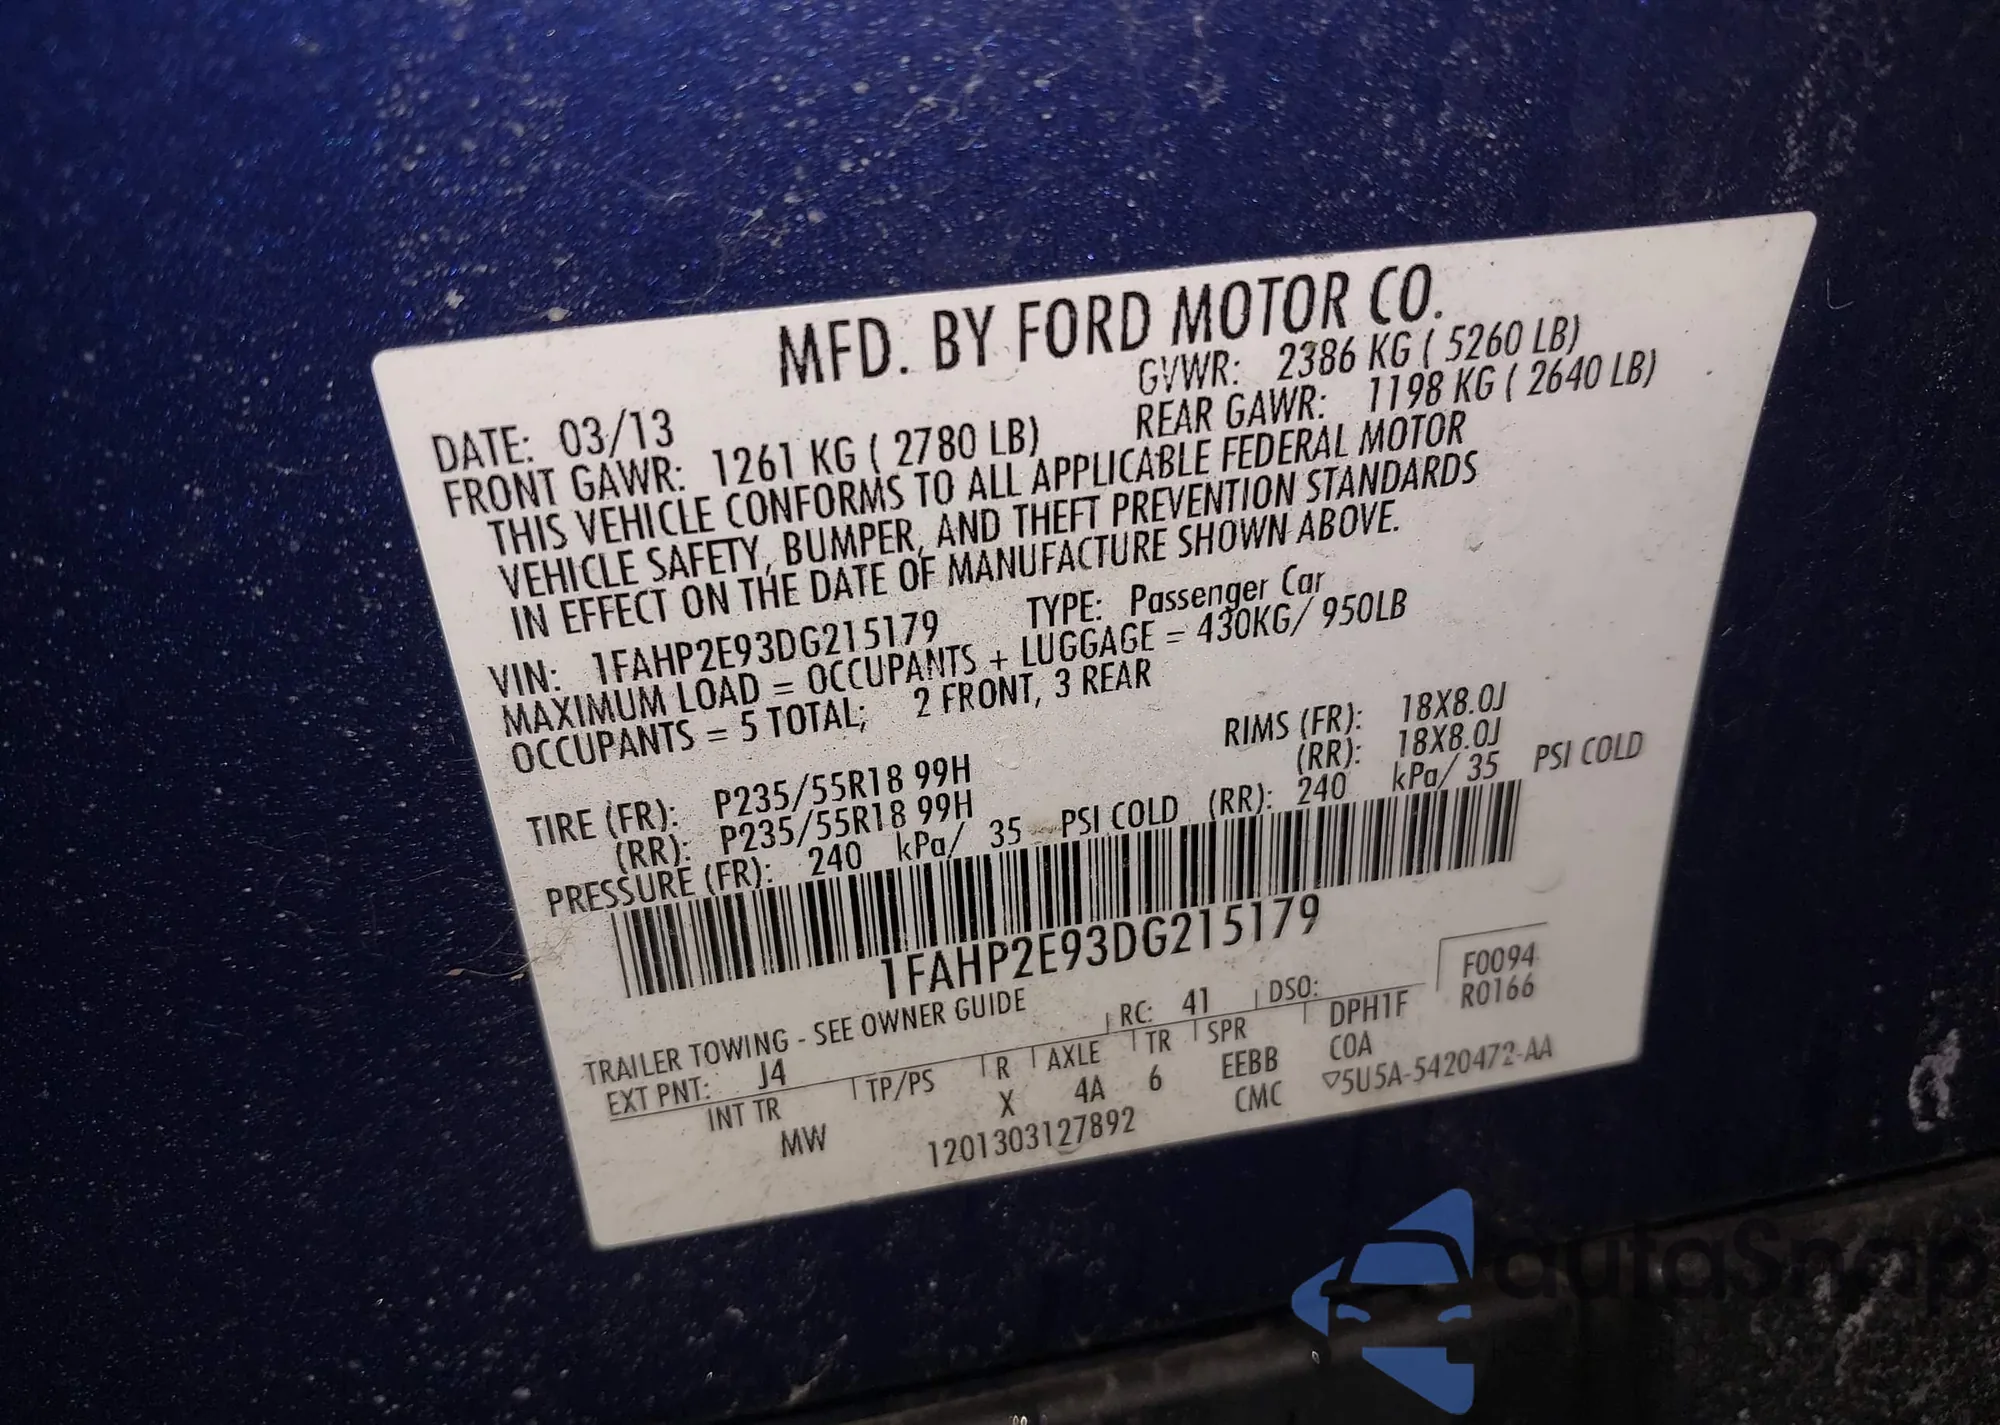 MFD. BY FORD MOTOR CO.
DATE: 03/13 GVWR: 2386 KG ( 5260 LB)
FRONT GAWR: 1261 KG ( 2780 LB) REAR GAWR: 1198 KG ( 2640 LB)
THIS VEHICLE CONFORMS TO ALL APPLICABLE FEDERAL MOTOR
VEHICLE SAFETY, BUMPER, AND THEFT PREVENTION STANDARDS
IN EFFECT ON THE DATE OF MANUFACTURE SHOWN ABOVE.
VIN: 1FAHP2E93DG215179 TYPE: Passenger Car
MAXIMUM LOAD = OCCUPANTS + LUGGAGE = 430KG/ 950LB
OCCUPANTS = 5 TOTAL; 2 FRONT, 3 REAR
TIRE (FR): P235/55R18 99H RIMS (FR): 18X8.0J
(RR): P235/55R18 99H (RR): 18X8.0J
PRESSURE (FR): 240 kPa/ 35 PSI COLD (RR): 240 kPa/ 35 PSI COLD
1FAHP2E93DG215179
F0094
R0166
TRAILER TOWING - SEE OWNER GUIDE
EXT PNT: J4 RC: 41 DSO:
INT TR TP/PS R AXLE TR SPR DPH1F
MW X 4A 6 EEBB COA
1201303127892 CMC ▽5U5A-5420472-AA
autoSnap